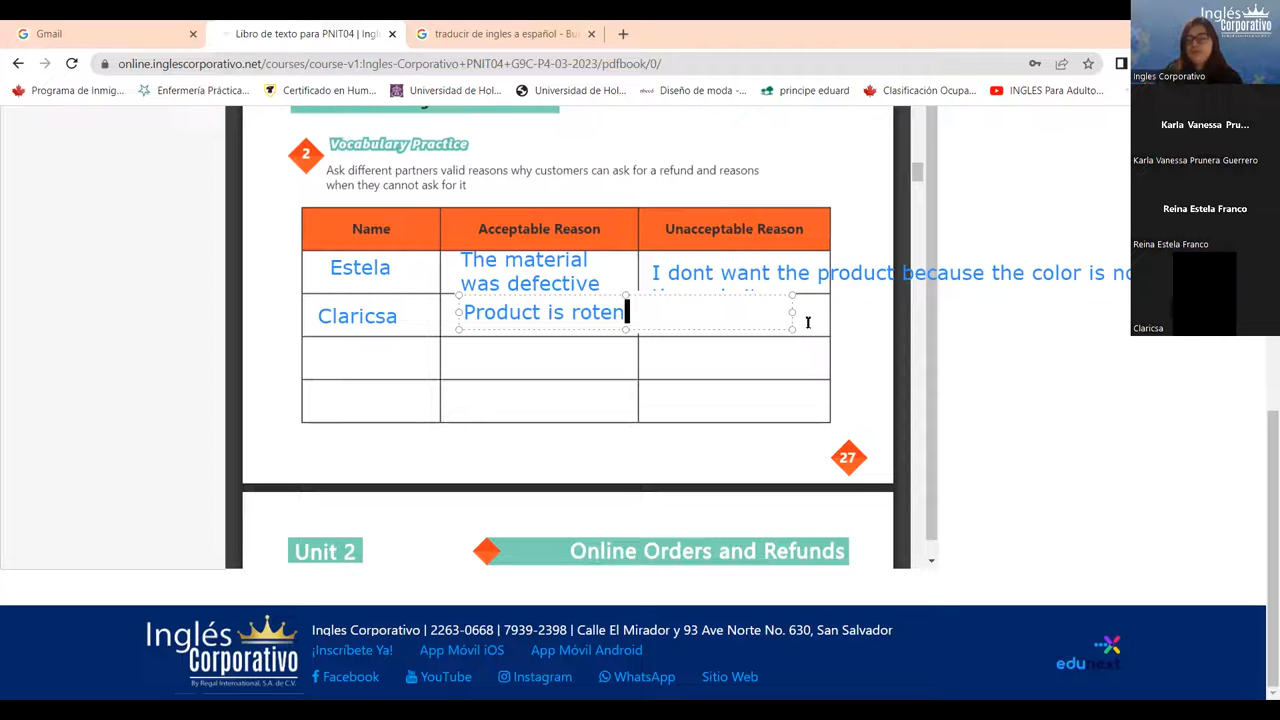 Gmail
Libro de texto para PNIT04 | Ingl
traducir de ingles a español - Bu
online.inglescorporativo.net/courses/course-v1:Ingles-Corporativo+PNIT04+G9C-P4-03-2023/pdfbook/0/
Programa de Inmig...
Enfermería Práctica...
Certificado en Hum...
Universidad de Hol...
Universidad de Hol...
Diseño de moda -...
principe eduard
Clasificación Ocupa...
INGLES Para Adulto...
Inglés
Corporativo
Ingles Corporativo
Karla Vanessa Pru...
Karla Vanessa Prunera Guerrero
Reina Estela Franco
Reina Estela Franco
Claricsa
2
Vocabulary Practice
Ask different partners valid reasons why customers can ask for a refund and reasons
when they cannot ask for it
Name
Acceptable Reason
Unacceptable Reason
Estela
The material
was defective
I dont want the product because the color is no
Claricsa
Product is roten
27
Unit 2
Online Orders and Refunds
Inglés
Corporativo
By Regal International, S.A. de C.V.
Ingles Corporativo | 2263-0668 | 7939-2398 | Calle El Mirador y 93 Ave Norte No. 630, San Salvador
¡Inscríbete Ya!
App Móvil iOS
App Móvil Android
Facebook
YouTube
Instagram
WhatsApp
Sitio Web
edunext